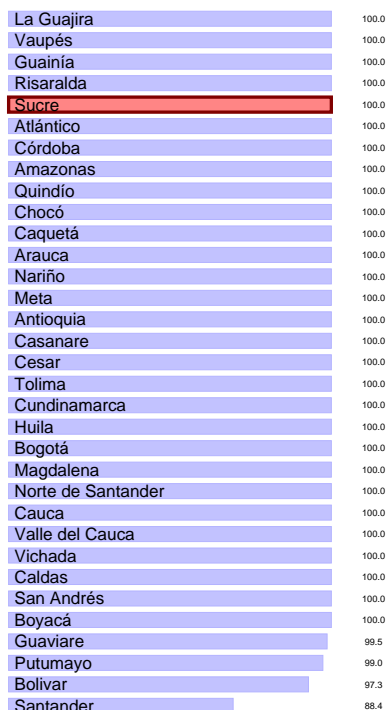 La Guajira 100.0
Vaupés 100.0
Guainía 100.0
Risaralda 100.0
Sucre 100.0
Atlántico 100.0
Córdoba 100.0
Amazonas 100.0
Quindío 100.0
Chocó 100.0
Caquetá 100.0
Arauca 100.0
Nariño 100.0
Meta 100.0
Antioquia 100.0
Casanare 100.0
Cesar 100.0
Tolima 100.0
Cundinamarca 100.0
Huila 100.0
Bogotá 100.0
Magdalena 100.0
Norte de Santander 100.0
Cauca 100.0
Valle del Cauca 100.0
Vichada 100.0
Caldas 100.0
San Andrés 100.0
Boyacá 100.0
Guaviare 99.5
Putumayo 99.0
Bolivar 97.3
Santander 88.4